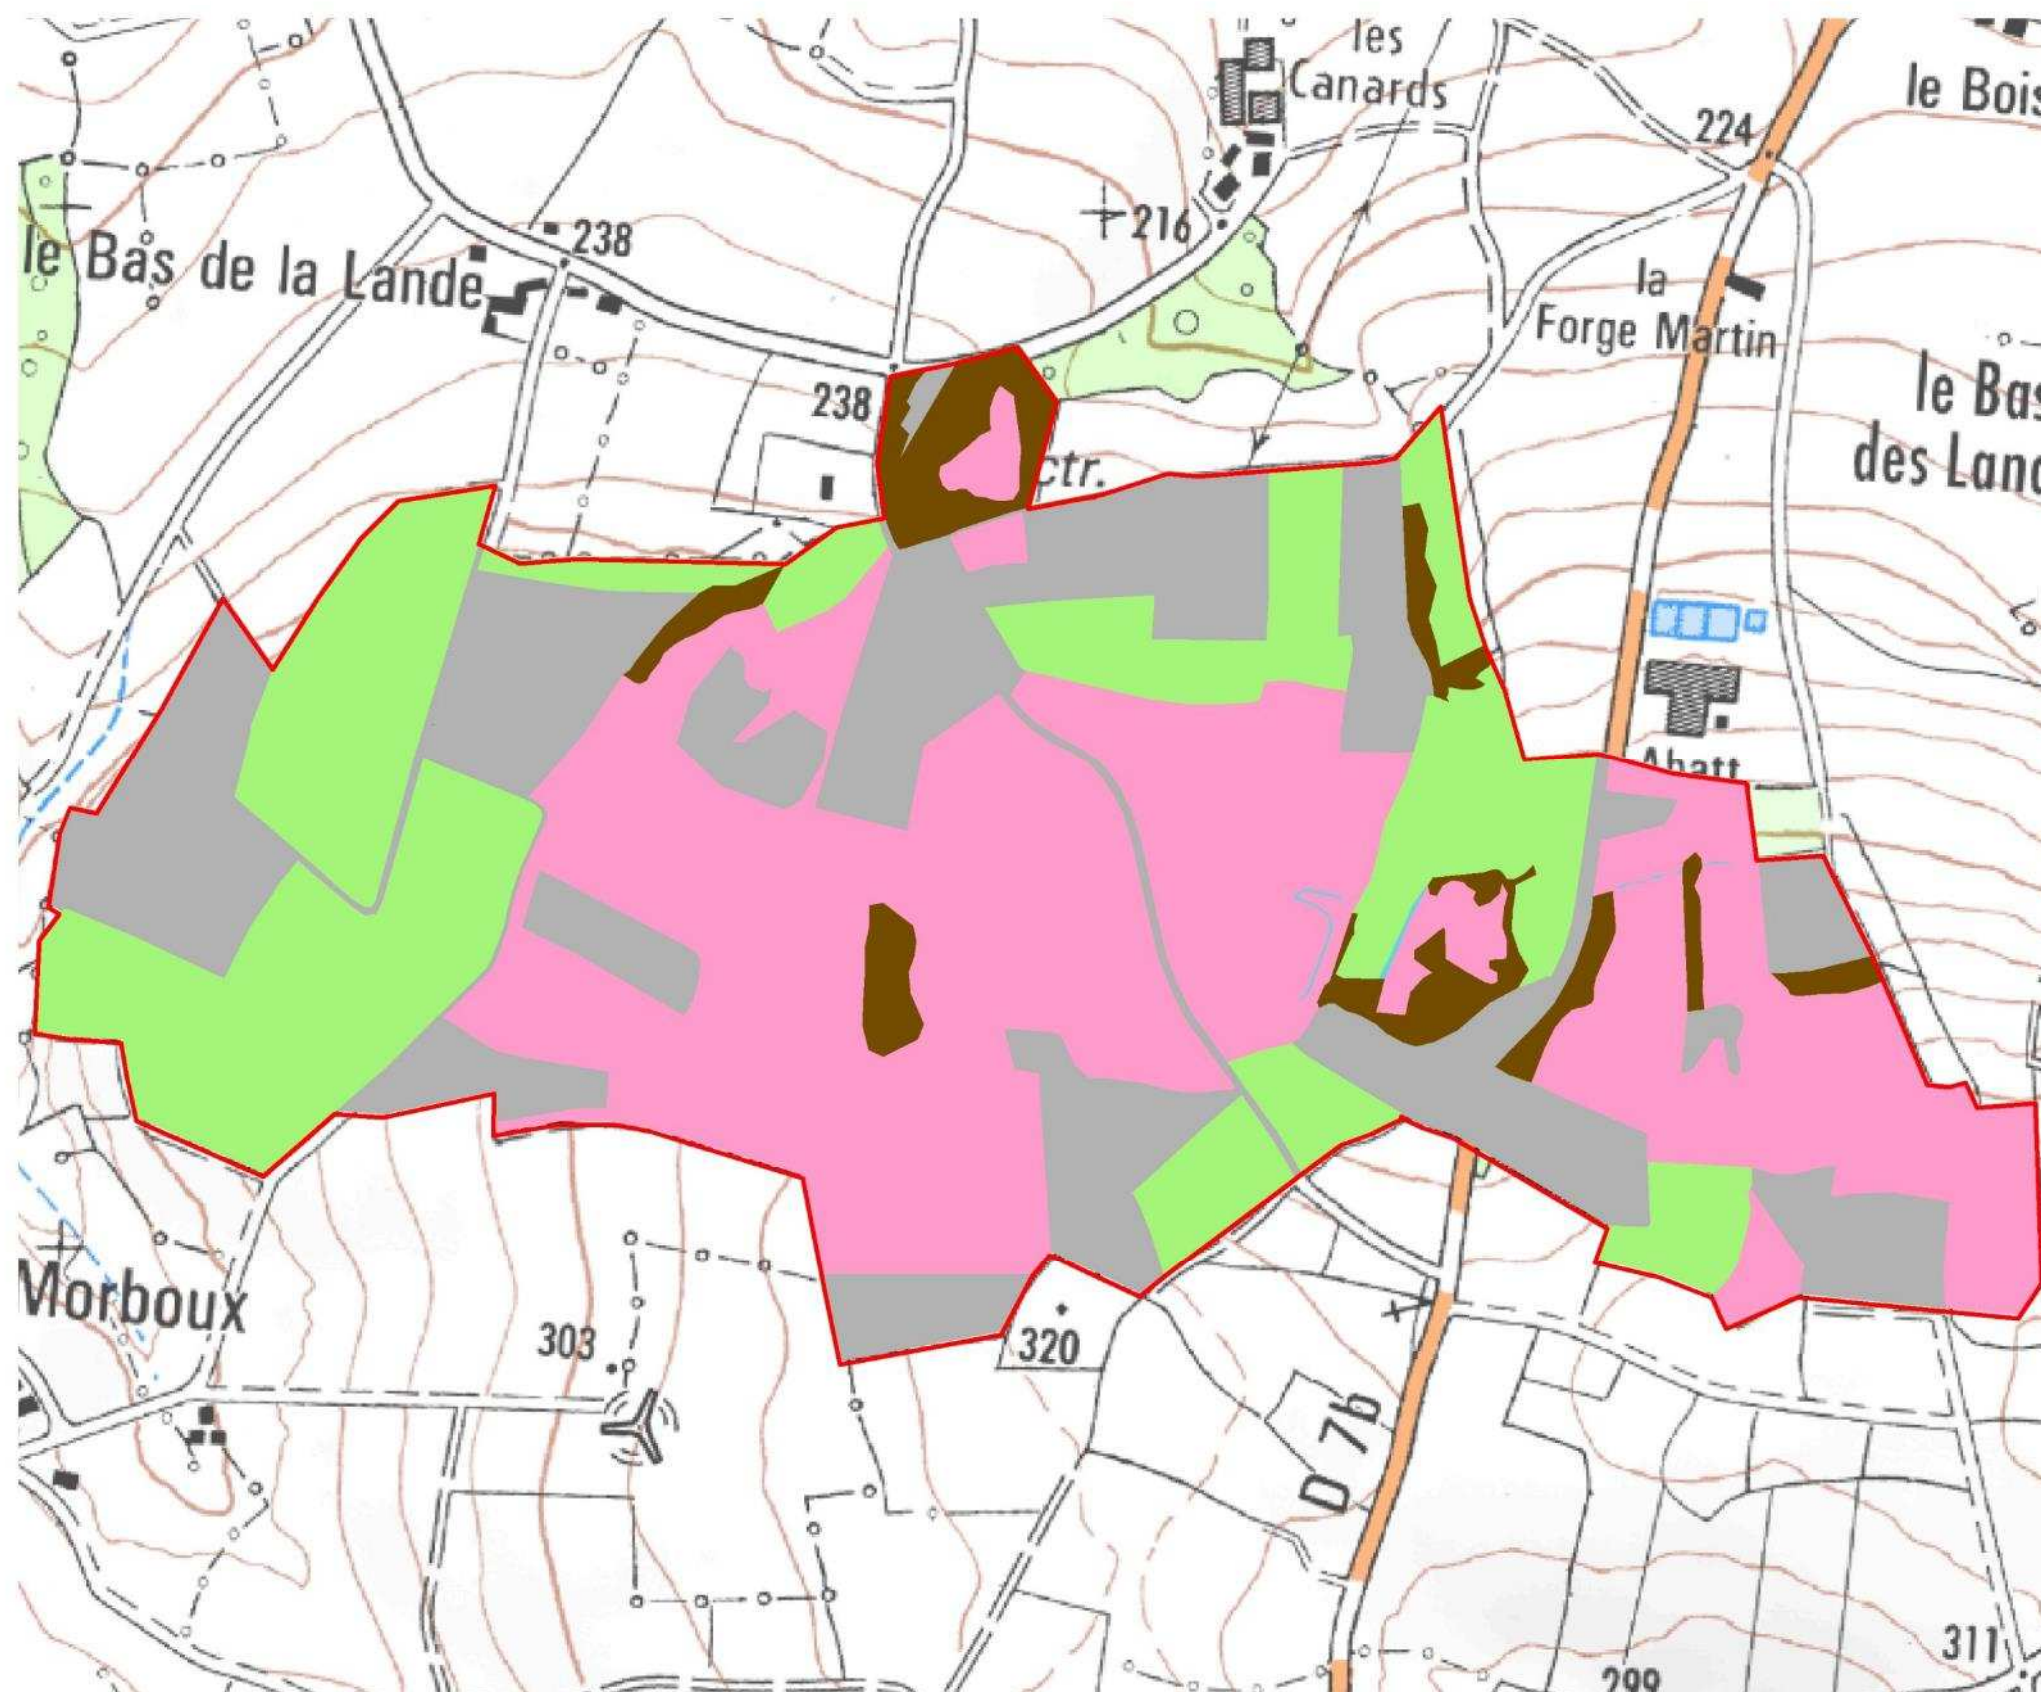 les
Canards
le Bois
224
216
238
le Bas de la Lande
la
Forge Martin
238
le Bas
des Land
ctr.
Abatt.
Morboux
303
320
D 7b
311
299